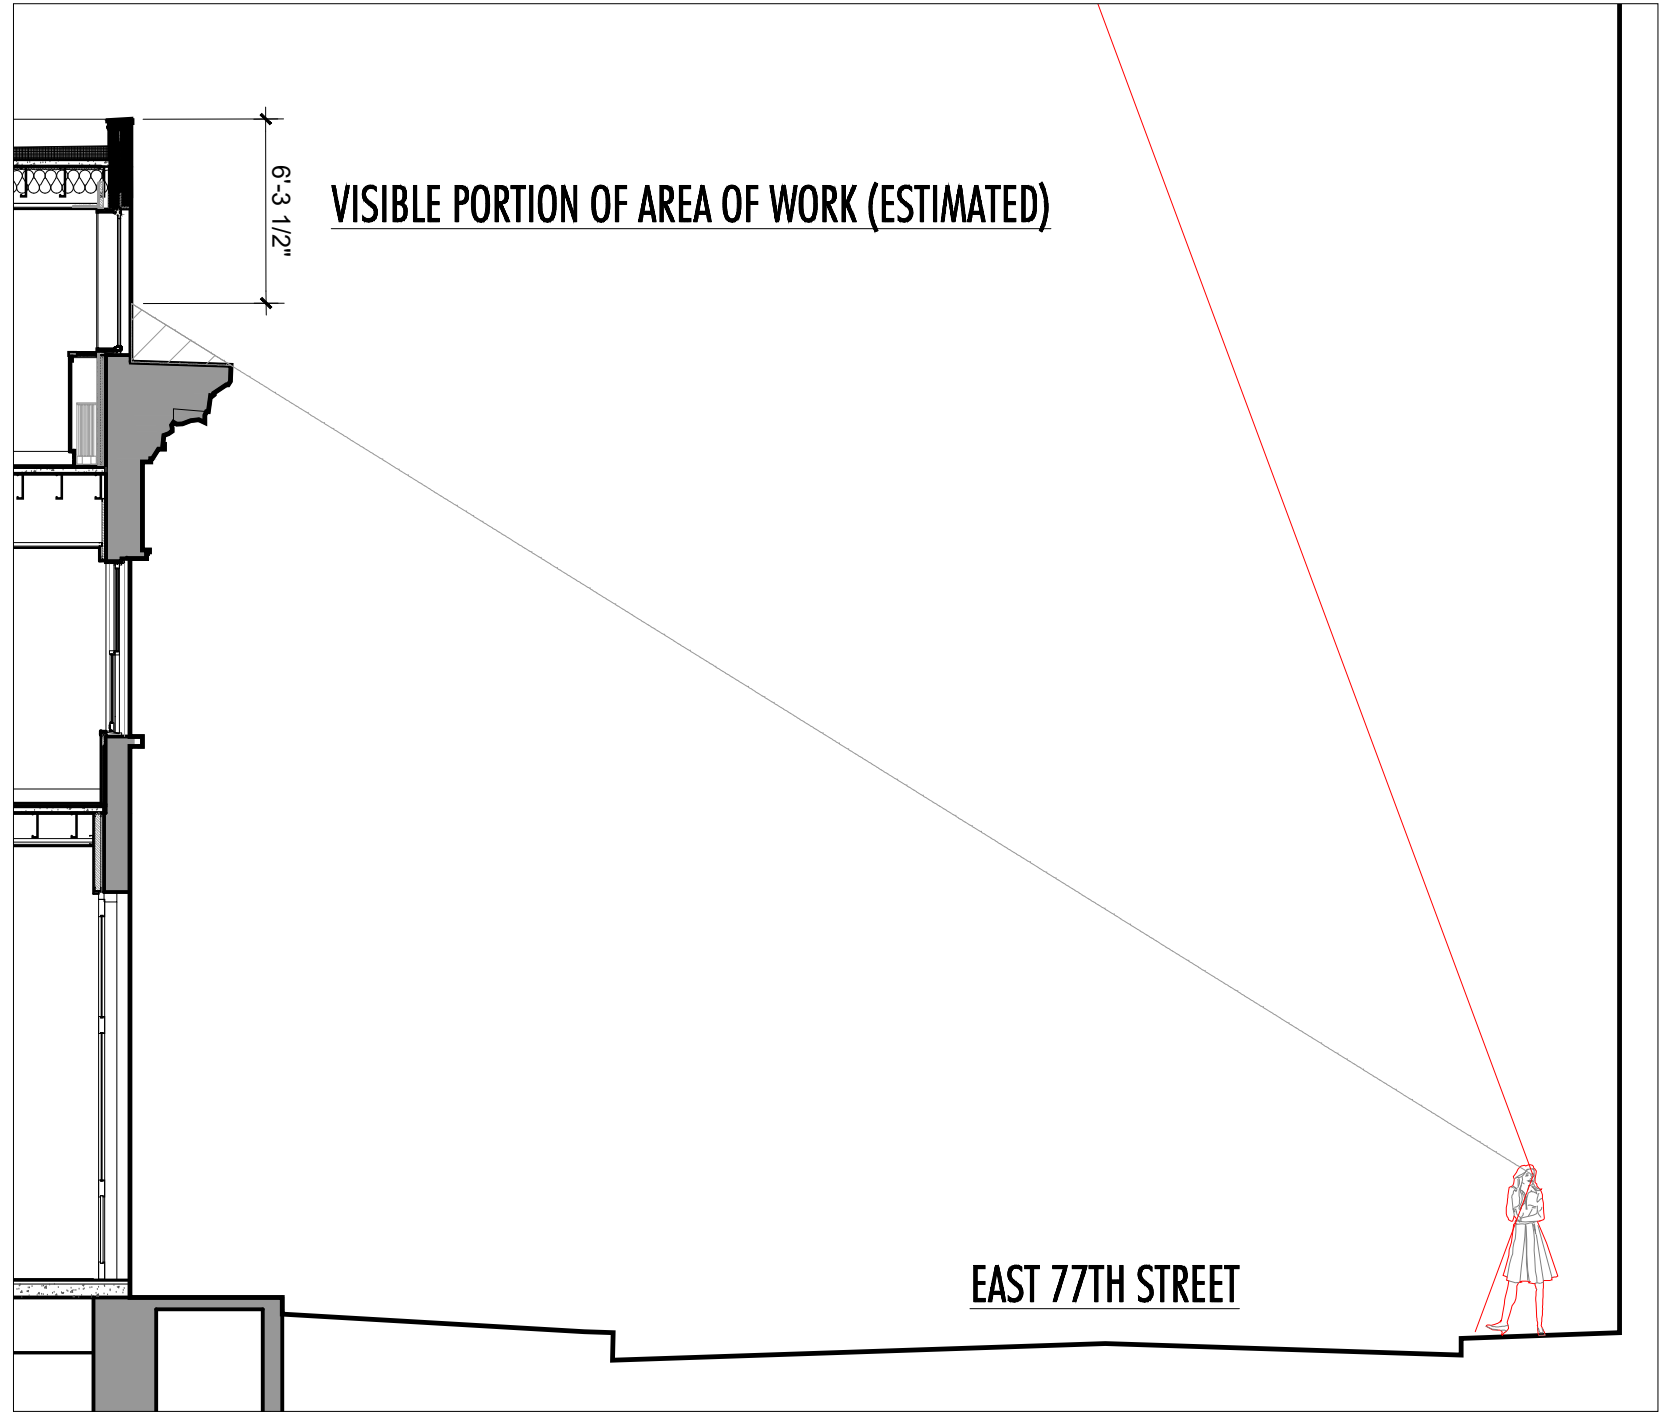 6'-3 1/2"
VISIBLE PORTION OF AREA OF WORK (ESTIMATED)
EAST 77TH STREET